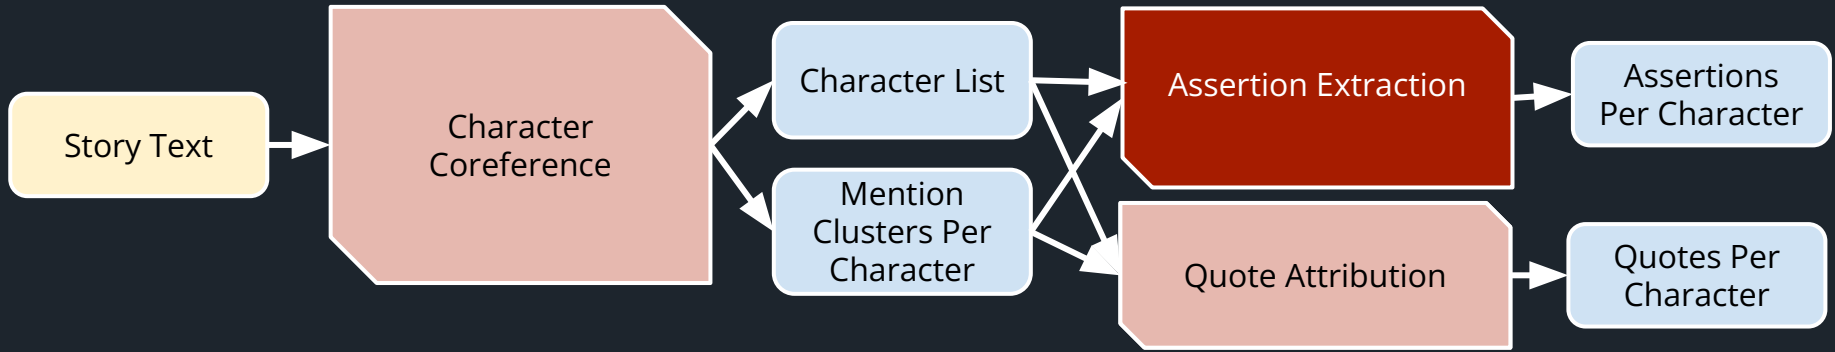 Story Text
Character
Coreference
Character List
Mention
Clusters Per
Character
Assertion Extraction
Quote Attribution
Assertions
Per Character
Quotes Per
Character